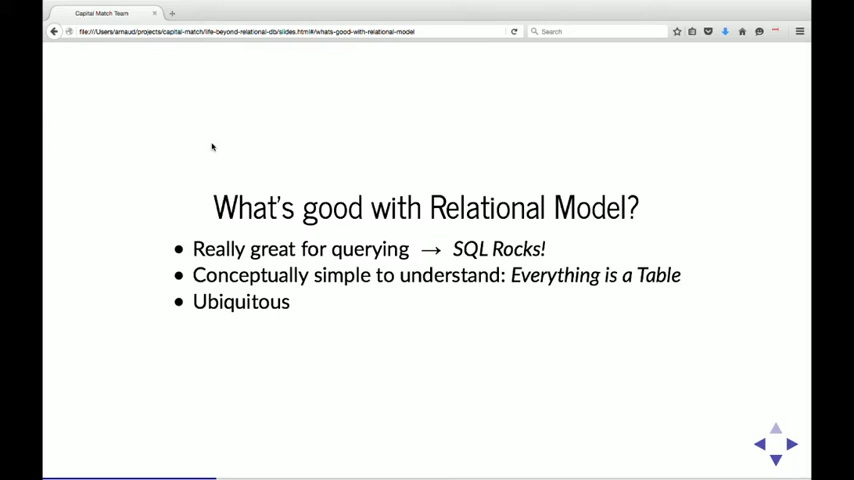 Capital Match Team
file:///Users/arnaud/projects/capital-match/life-beyond-relational-db/slides.html#/whats-good-with-relational-model
Search
What's good with Relational Model?
• Really great for querying → SQL Rocks!
• Conceptually simple to understand: Everything is a Table
• Ubiquitous